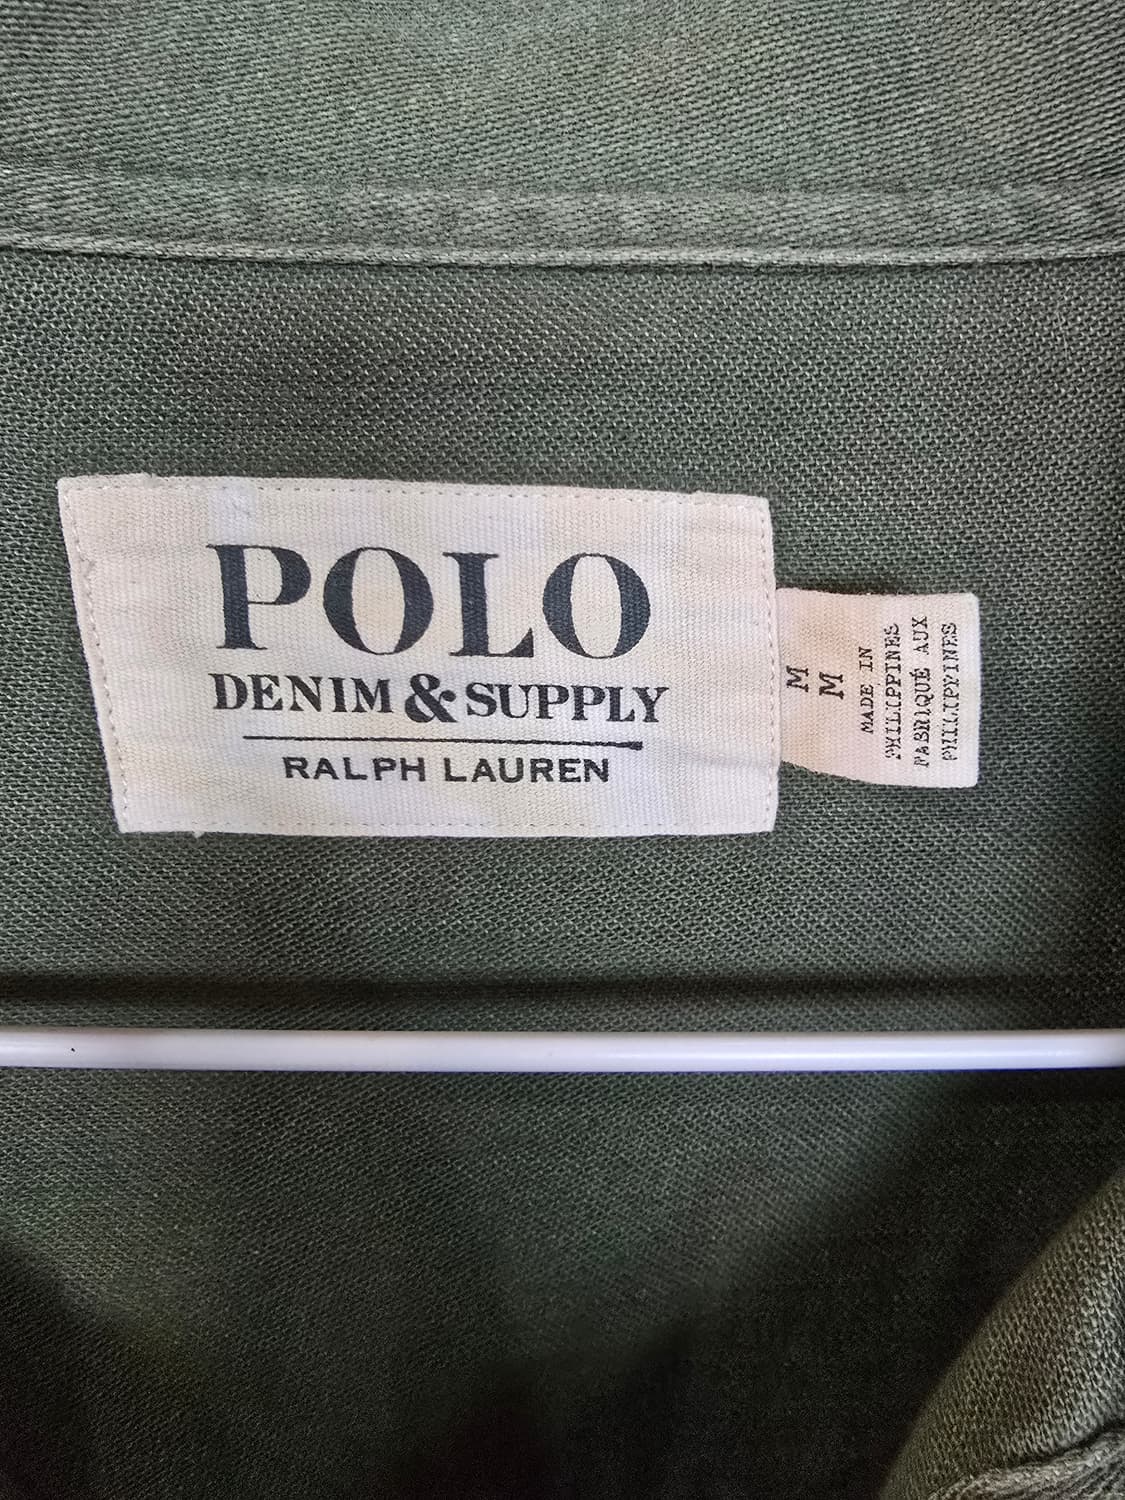 POLO
DENIM & SUPPLY
RALPH LAUREN
M
M
MADE IN
PHILIPPINES
FABRIQUÉ AUX
PHILIPPINES